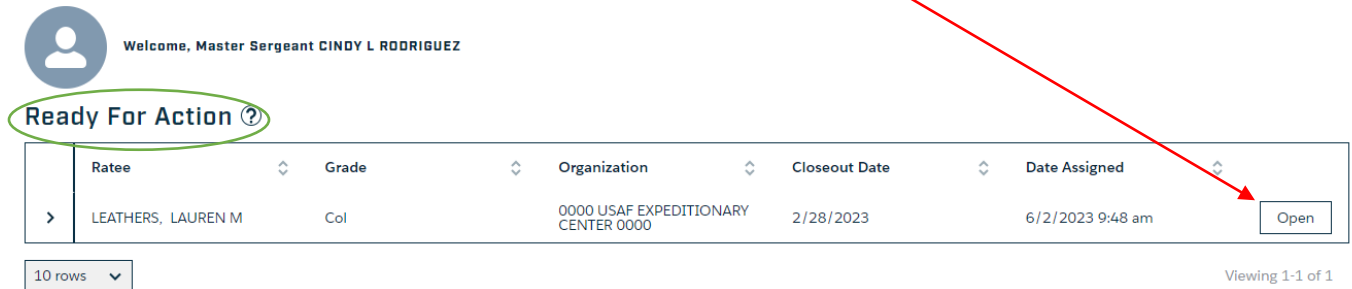 Welcome, Master Sergeant CINDY L RODRIGUEZ
Ready For Action ?
Ratee Grade Organization Closeout Date Date Assigned
LEATHERS, LAUREN M Col 0000 USAF EXPEDITIONARY CENTER 0000 2/28/2023 6/2/2023 9:48 am Open
10 rows Viewing 1-1 of 1